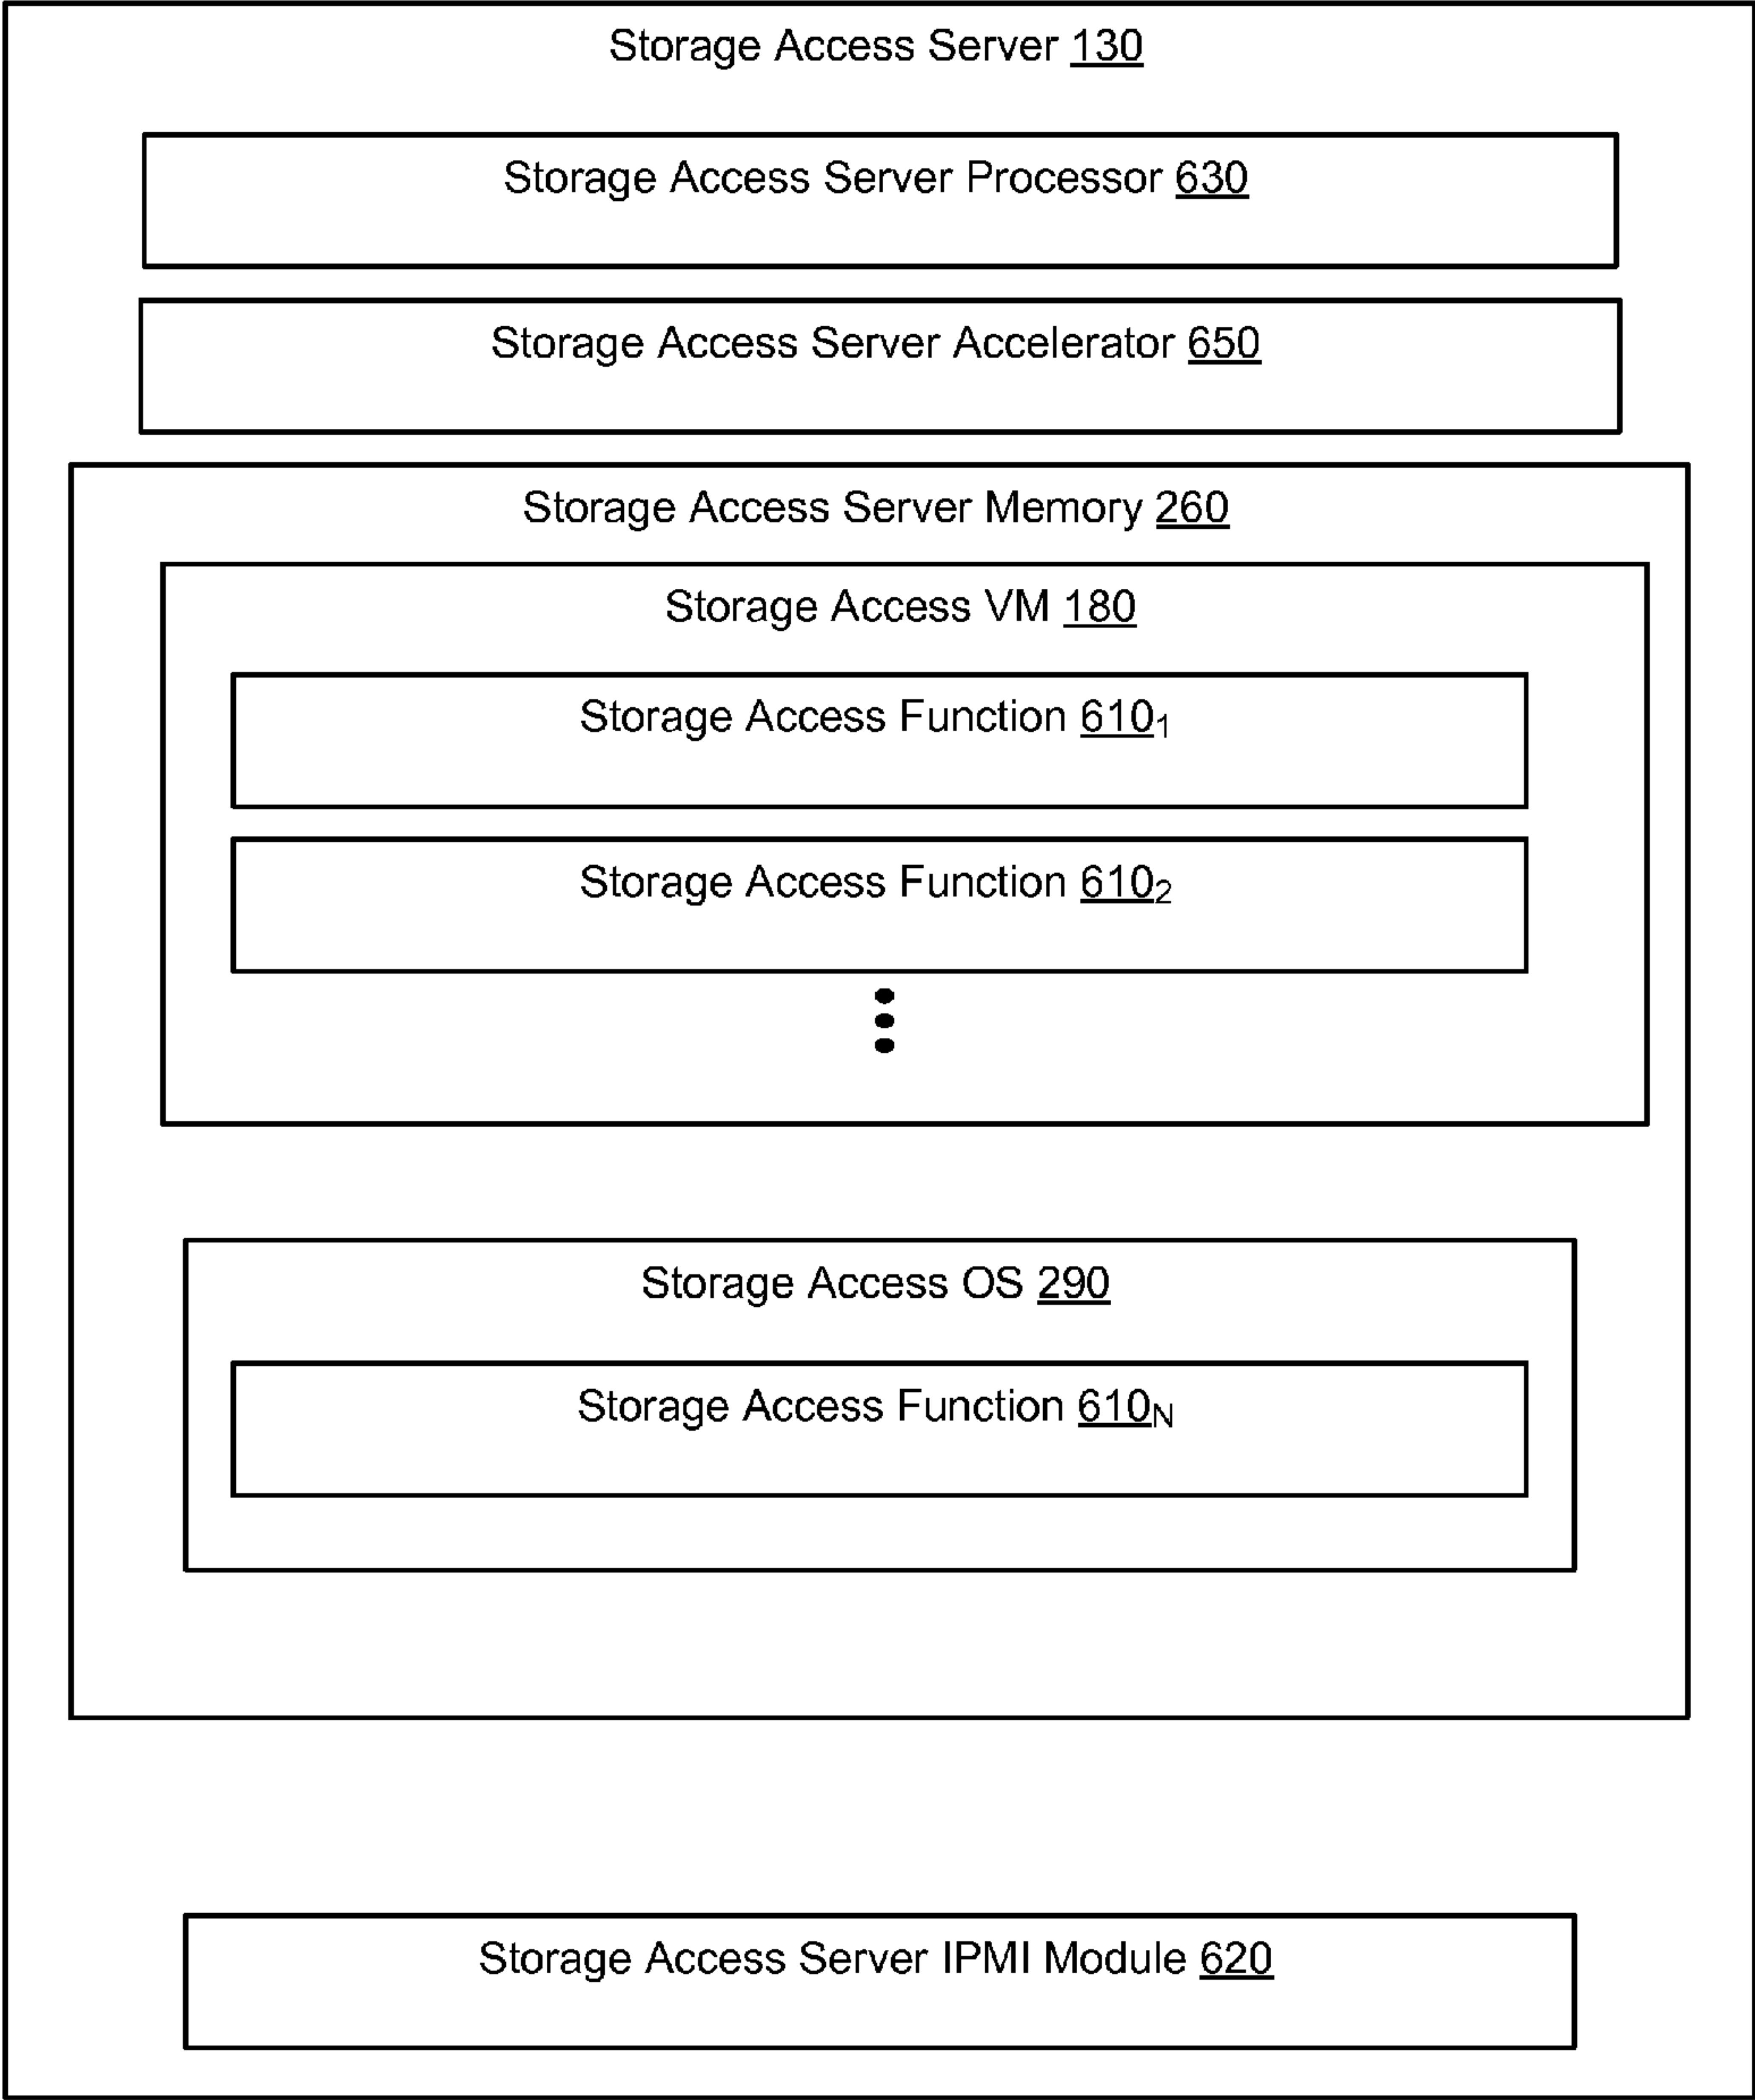 Storage Access Server 130
Storage Access Server Processor 630
Storage Access Server Accelerator 650
Storage Access Server Memory 260
Storage Access VM 180
Storage Access Function 610₁
Storage Access Function 610₂
Storage Access OS 290
Storage Access Function 610N
Storage Access Server IPMI Module 620